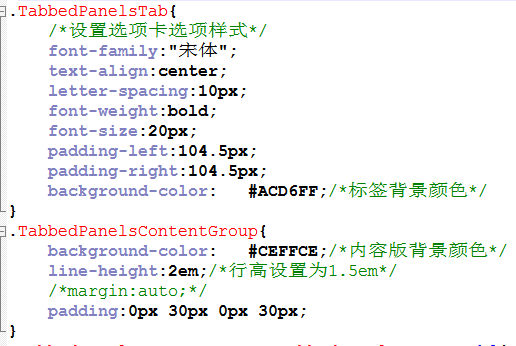 .TabbedPanelsTab{
/*设置选项卡选项样式*/
font-family:"宋体";
text-align:center;
letter-spacing:10px;
font-weight:bold;
font-size:20px;
padding-left:104.5px;
padding-right:104.5px;
background-color:   #ACD6FF;/*标签背景颜色*/
}
.TabbedPanelsContentGroup{
background-color:   #CEFFCE;/*内容版背景颜色*/
line-height:2em;/*行高设置为1.5em*/
/*margin:auto;*/
padding:0px 30px 0px 30px;
}